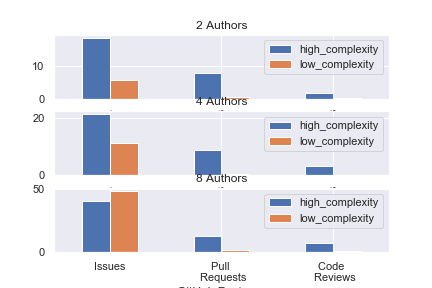 2 Authors
high_complexity
low_complexity
10
0
4 Authors
high_complexity
low_complexity
20
0
8 Authors
high_complexity
low_complexity
50
0
Issues
Pull
Requests
Code
Reviews